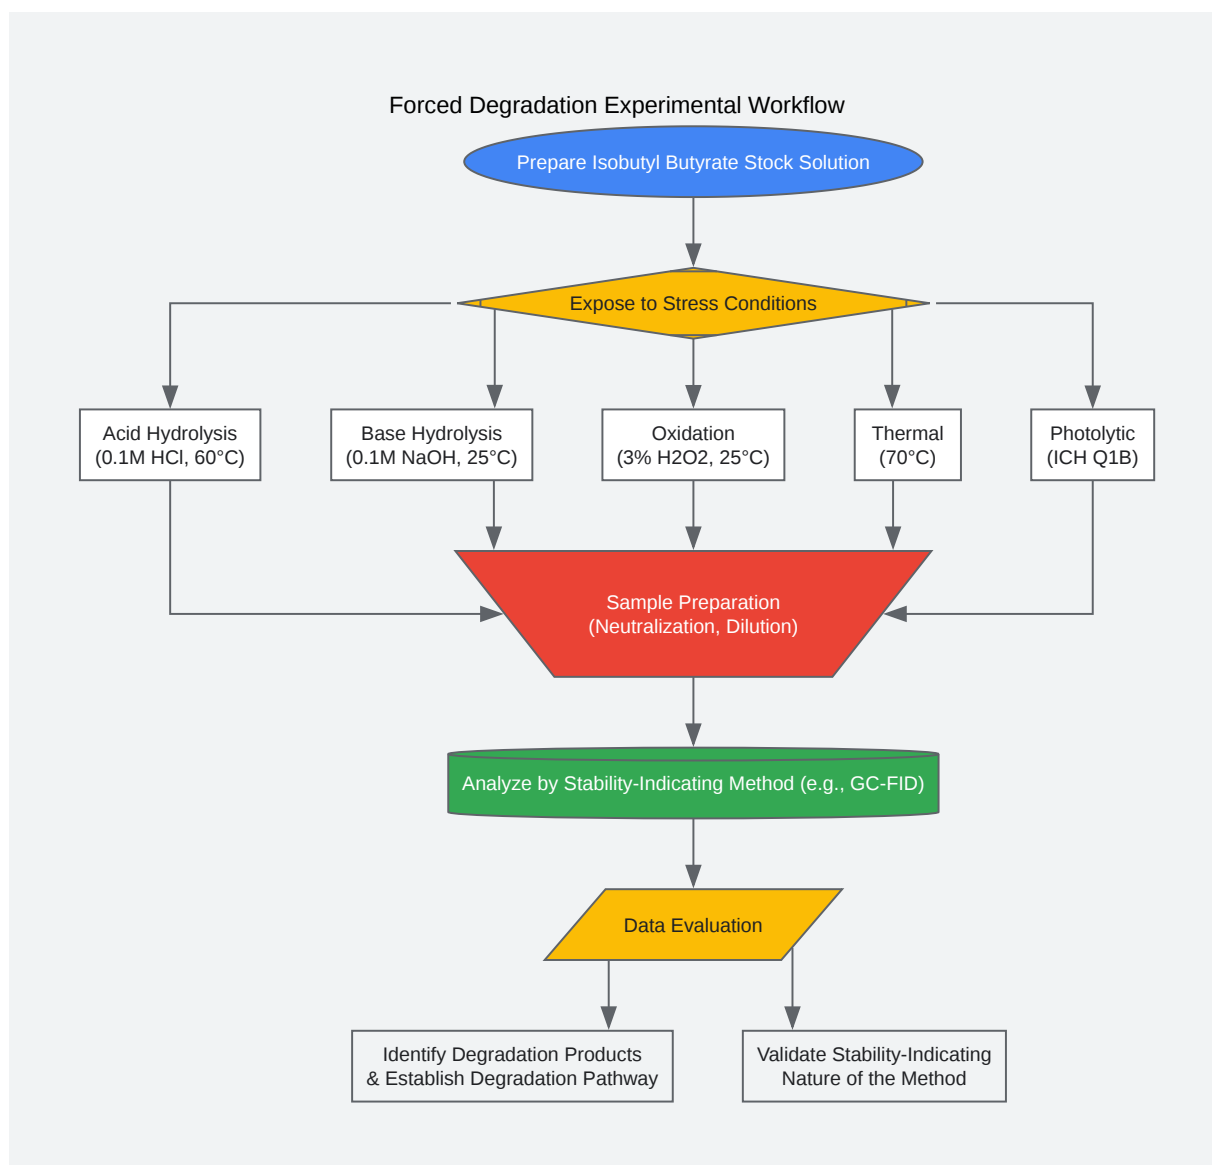 Forced Degradation Experimental Workflow
Prepare Isobutyl Butyrate Stock Solution
Expose to Stress Conditions
Acid Hydrolysis
(0.1M HCl, 60°C)
Base Hydrolysis
(0.1M NaOH, 25°C)
Oxidation
(3% H2O2, 25°C)
Thermal
(70°C)
Photolytic
(ICH Q1B)
Sample Preparation
(Neutralization, Dilution)
Analyze by Stability-Indicating Method (e.g., GC-FID)
Data Evaluation
Identify Degradation Products
& Establish Degradation Pathway
Validate Stability-Indicating
Nature of the Method